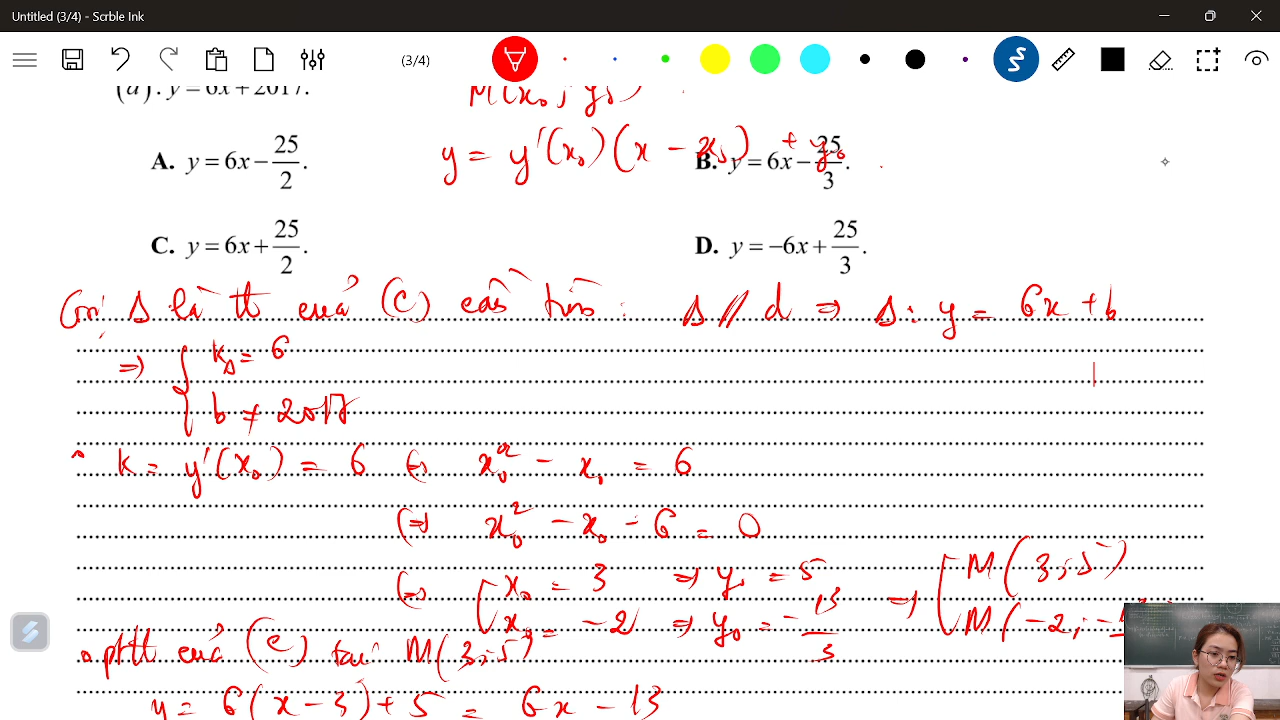 Untitled (3/4) - Scrble Ink
(3/4)
(d): y = 6x + 2017.
M(x₀; y₀)
y = y'(x₀)(x - x₀) + y₀
A. y = 6x - 25/2.
B. y = 6x - 25/3.
C. y = 6x + 25/2.
D. y = -6x + 25/3.
Gọi Δ là tt của (C) cần tìm: Δ // d ⇒ Δ: y = 6x + b
⇒ { k_Δ = 6
b ≠ 2017
k = y'(x₀) = 6 ⇔ x₀² - x₀ = 6
⇔ x₀² - x₀ - 6 = 0
⇔ [ x₀ = 3 ⇒ y₀ = 5 ⇒ [ M(3; 5)
x₀ = -2 ⇒ y₀ = -13/3 M(-2; -
pttt của (C) tại M(3; 5)
y = 6(x - 3) + 5 = 6x - 13